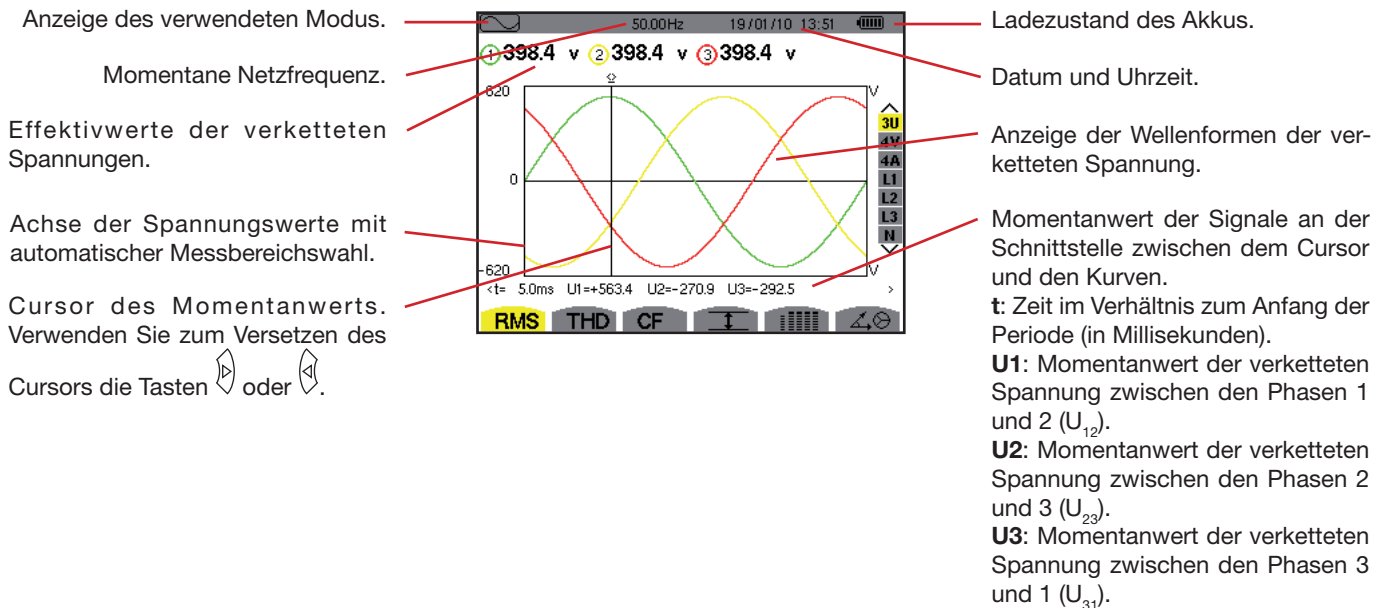 Anzeige des verwendeten Modus.
Momentane Netzfrequenz.
Effektivwerte der verketteten
Spannungen.
Achse der Spannungswerte mit
automatischer Messbereichswahl.
Cursor des Momentanwerts.
Verwenden Sie zum Versetzen des
Cursors die Tasten oder .
50.00Hz 19/01/10 13:51
1 398.4 v 2 398.4 v 3 398.4 v
620 V
0
-620 V
3U
4V
4A
L1
L2
L3
N
<t= 5.0ms U1=+563.4 U2=-270.9 U3=-292.5 >
RMS THD CF
Ladezustand des Akkus.
Datum und Uhrzeit.
Anzeige der Wellenformen der ver-
ketteten Spannung.
Momentanwert der Signale an der
Schnittstelle zwischen dem Cursor
und den Kurven.
t: Zeit im Verhältnis zum Anfang der
Periode (in Millisekunden).
U1: Momentanwert der verketteten
Spannung zwischen den Phasen 1
und 2 (U12).
U2: Momentanwert der verketteten
Spannung zwischen den Phasen 2
und 3 (U23).
U3: Momentanwert der verketteten
Spannung zwischen den Phasen 3
und 1 (U31).